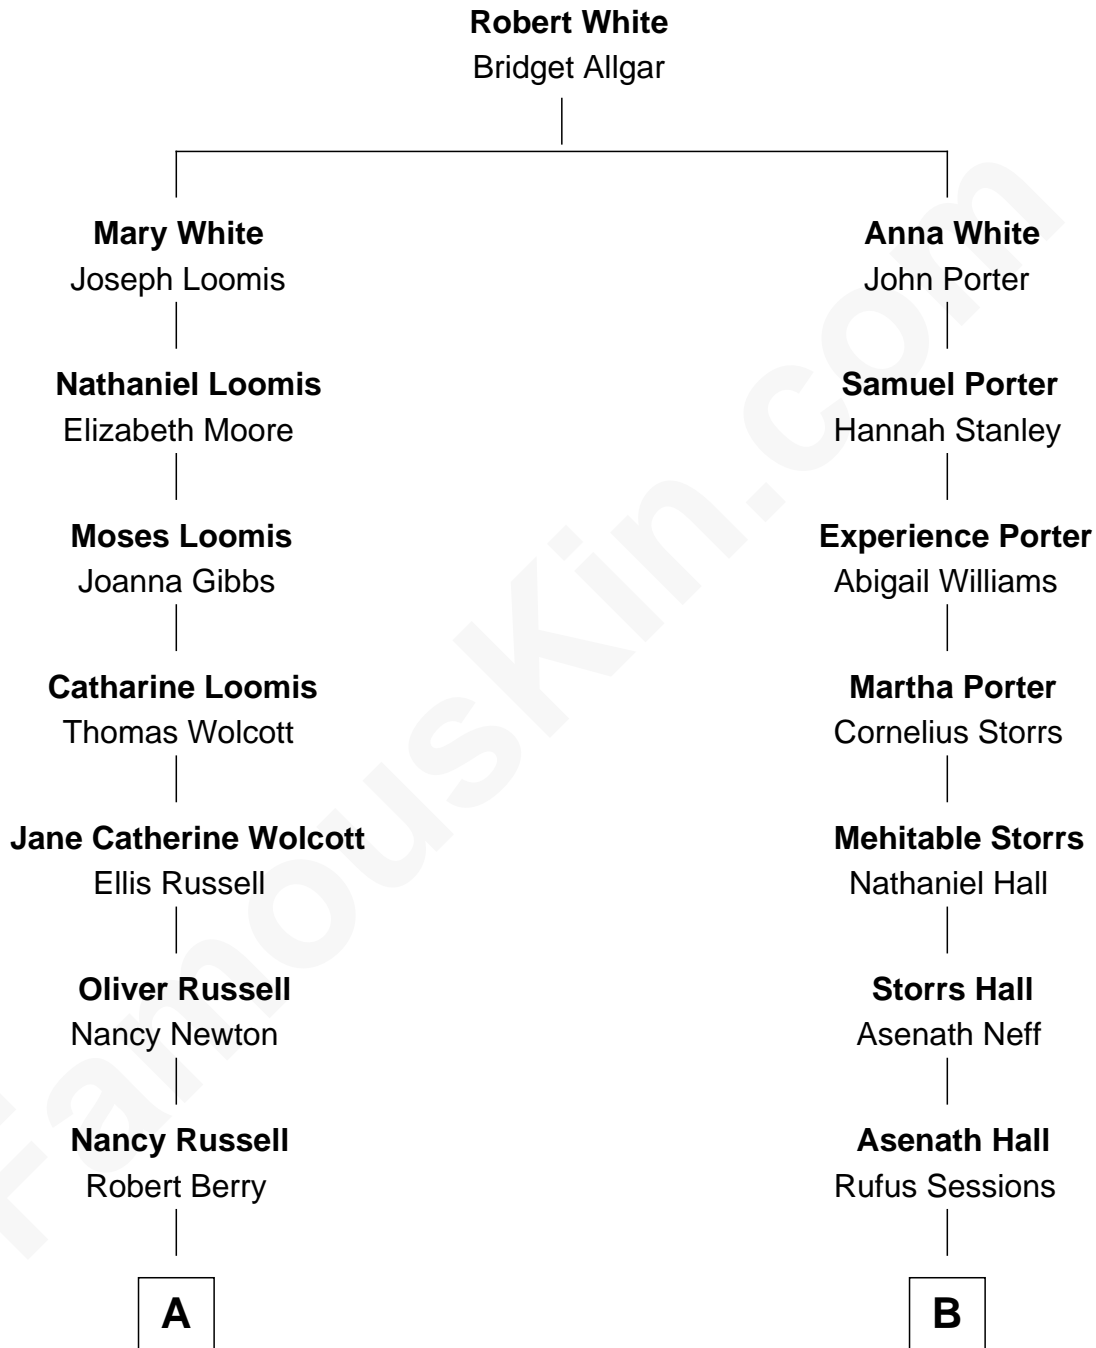 Robert White
Bridget Allgar
Mary White
Joseph Loomis
Anna White
John Porter
Nathaniel Loomis
Elizabeth Moore
Samuel Porter
Hannah Stanley
Moses Loomis
Joanna Gibbs
Experience Porter
Abigail Williams
Catharine Loomis
Thomas Wolcott
Martha Porter
Cornelius Storrs
Jane Catherine Wolcott
Ellis Russell
Mehitable Storrs
Nathaniel Hall
Oliver Russell
Nancy Newton
Storrs Hall
Asenath Neff
Nancy Russell
Robert Berry
Asenath Hall
Rufus Sessions
A
B
FamousKin.com